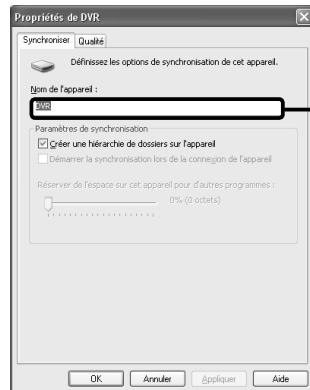 Propriétés de DVR
Synchroniser Qualité
Définissez les options de synchronisation de cet appareil.
Nom de l'appareil :
DVR
Paramètres de synchronisation
Créer une hiérarchie de dossiers sur l'appareil
Démarrer la synchronisation lors de la connexion de l'appareil
Réserver de l'espace sur cet appareil pour d'autres programmes :
0% (0 octets)
OK Annuler Appliquer Aide